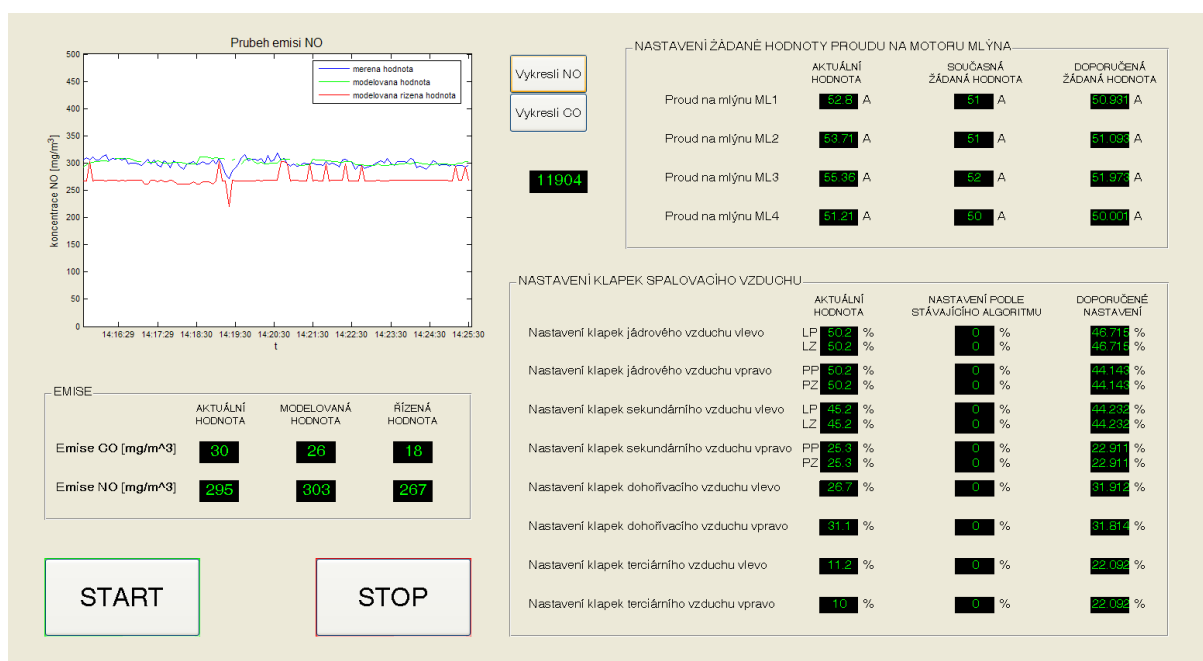 Prubeh emisi NO
merena hodnota
modelovana hodnota
modelovana rizena hodnota
500
450
400
350
300
250
200
150
100
50
0
koncentrace NO [mg/m³]
14:16:29 14:17:29 14:18:30 14:19:30 14:20:30 14:21:30 14:22:30 14:23:30 14:24:30 14:25:30
t
Vykresli NO
Vykresli CO
11904
NASTAVENÍ ŽÁDANÉ HODNOTY PROUDU NA MOTORU MLÝNA
AKTUÁLNÍ HODNOTA
SOUČASNÁ ŽÁDANÁ HODNOTA
DOPORUČENÁ ŽÁDANÁ HODNOTA
Proud na mlýnu ML1 52.8 A 51 A 50.931 A
Proud na mlýnu ML2 53.71 A 51 A 51.093 A
Proud na mlýnu ML3 55.36 A 52 A 51.973 A
Proud na mlýnu ML4 51.21 A 50 A 50.001 A
EMISE
AKTUÁLNÍ HODNOTA
MODELOVANÁ HODNOTA
ŘÍZENÁ HODNOTA
Emise CO [mg/m^3] 30 26 18
Emise NO [mg/m^3] 295 303 267
START
STOP
NASTAVENÍ KLAPEK SPALOVACÍHO VZDUCHU
AKTUÁLNÍ HODNOTA
NASTAVENÍ PODLE STÁVAJÍCÍHO ALGORITMU
DOPORUČENÉ NASTAVENÍ
Nastavení klapek jádrového vzduchu vlevo LP 50.2 % 0 % 46.715 %
LZ 50.2 % 0 % 46.715 %
Nastavení klapek jádrového vzduchu vpravo PP 50.2 % 0 % 44.143 %
PZ 50.2 % 0 % 44.143 %
Nastavení klapek sekundárního vzduchu vlevo LP 45.2 % 0 % 44.232 %
LZ 45.2 % 0 % 44.232 %
Nastavení klapek sekundárního vzduchu vpravo PP 25.3 % 0 % 22.911 %
PZ 25.3 % 0 % 22.911 %
Nastavení klapek dohořívacího vzduchu vlevo 26.7 % 0 % 31.912 %
Nastavení klapek dohořívacího vzduchu vpravo 31.1 % 0 % 31.814 %
Nastavení klapek terciárního vzduchu vlevo 11.2 % 0 % 22.092 %
Nastavení klapek terciárního vzduchu vpravo 10 % 0 % 22.092 %